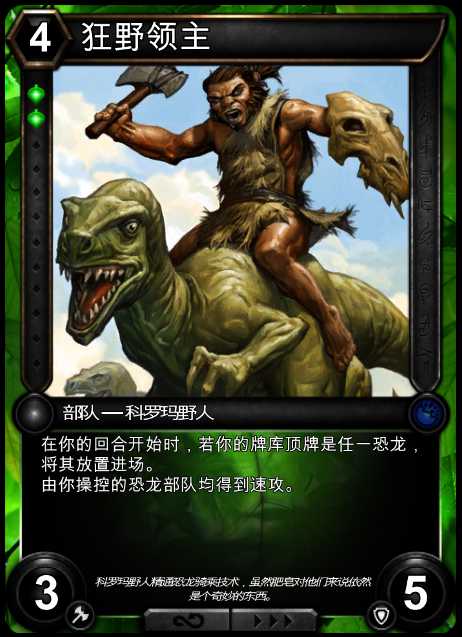 4
狂野领主
部队 — 科罗玛野人
在你的回合开始时，若你的牌库顶牌是任一恐龙，
将其放置进场。
由你操控的恐龙部队均得到速攻。
科罗玛野人精通恐龙骑乘技术，虽然肥皂对他们来说依然
是个奇妙的东西。
3
5